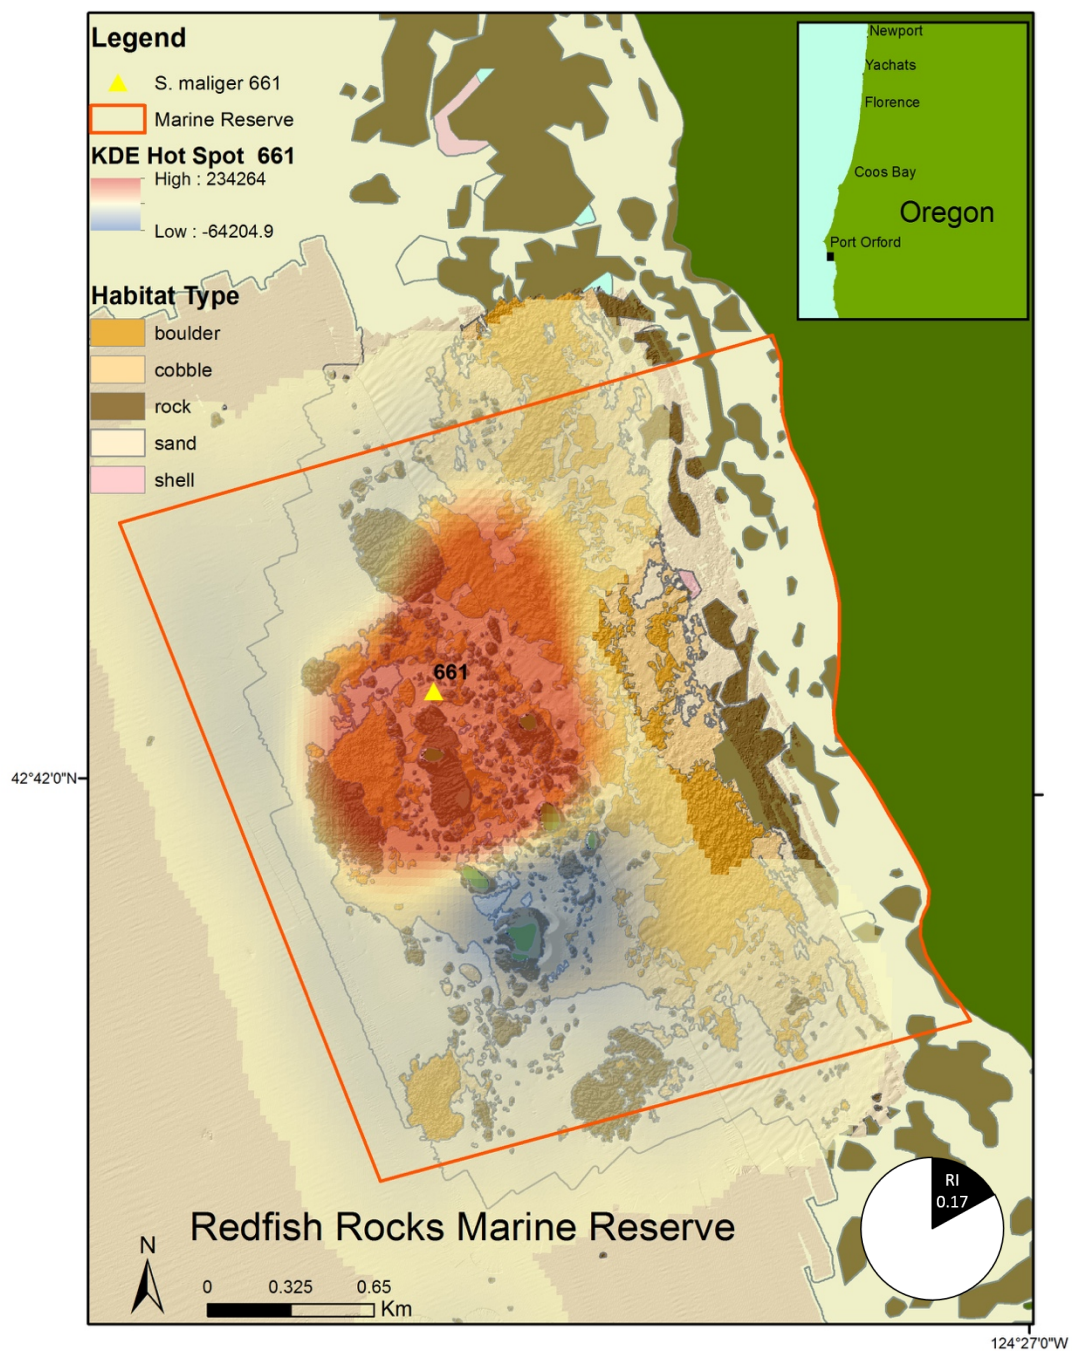 Legend
S. maliger 661
Marine Reserve
KDE Hot Spot 661
High : 234264
Low : -64204.9
Habitat Type
boulder
cobble
rock
sand
shell
Newport
Yachats
Florence
Coos Bay
Oregon
Port Orford
661
42°42'0"N
RI
0.17
Redfish Rocks Marine Reserve
N
0 0.325 0.65
Km
124°27'0"W